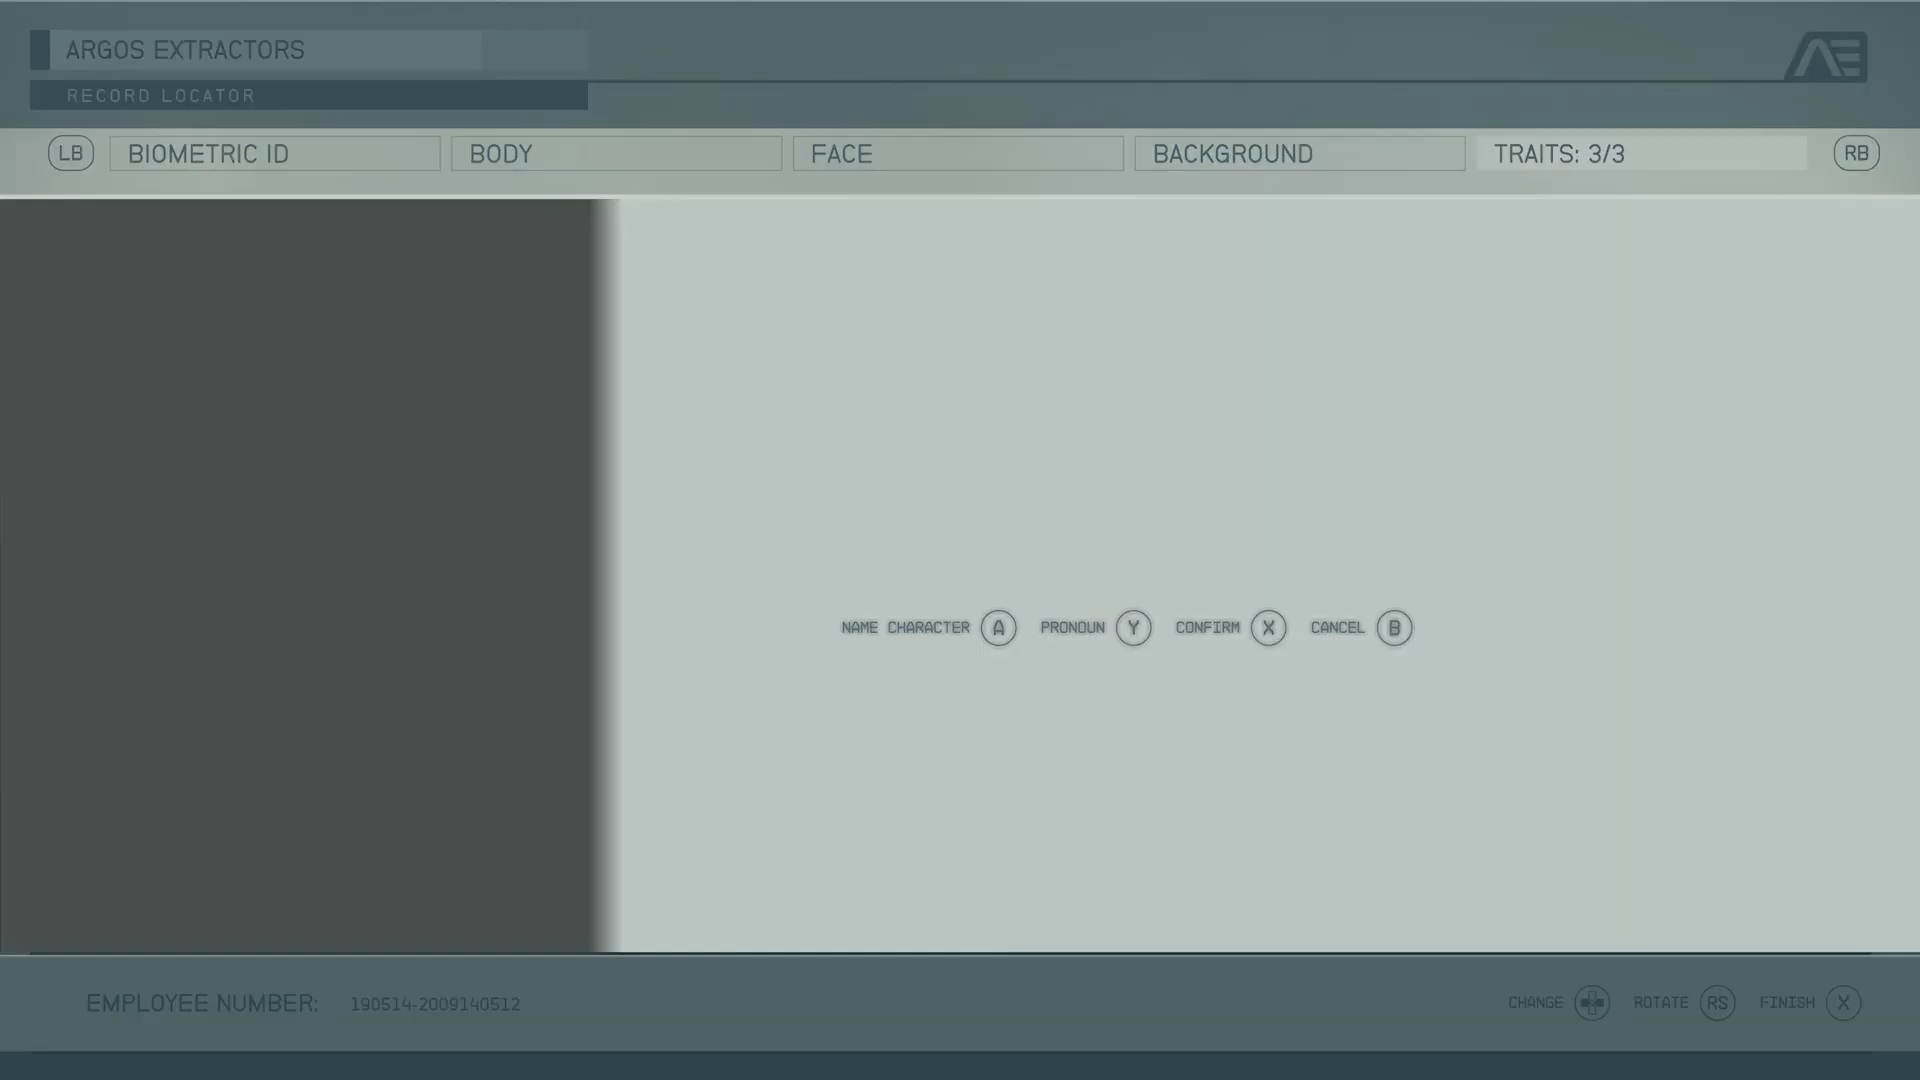 ARGOS EXTRACTORS
AE
RECORD LOCATOR
LB BIOMETRIC ID BODY FACE BACKGROUND TRAITS: 3/3 RB
NAME CHARACTER A PRONOUN Y CONFIRM X CANCEL B
EMPLOYEE NUMBER: 190514-2009140512
CHANGE ROTATE RS FINISH X